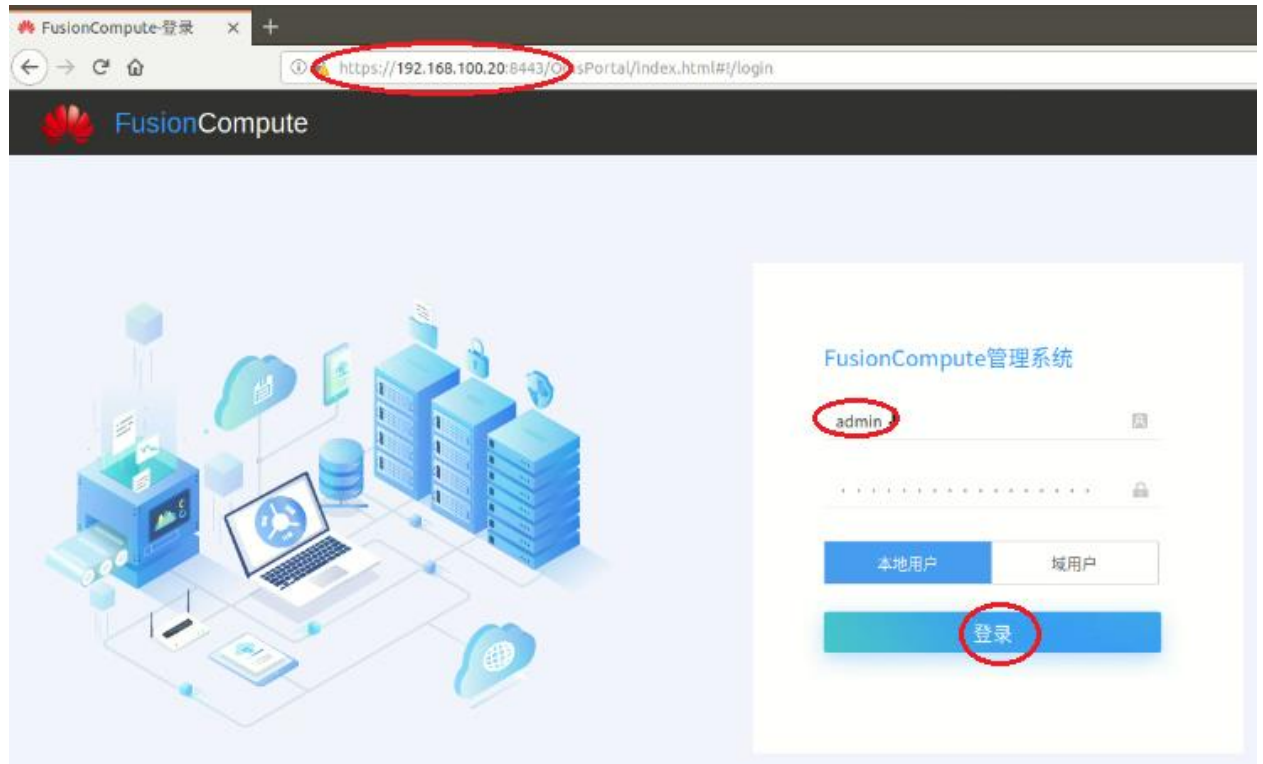 FusionCompute-登录
https://192.168.100.20:8443/OmsPortal/index.html#!/login
FusionCompute
FusionCompute管理系统
admin
本地用户 域用户
登录